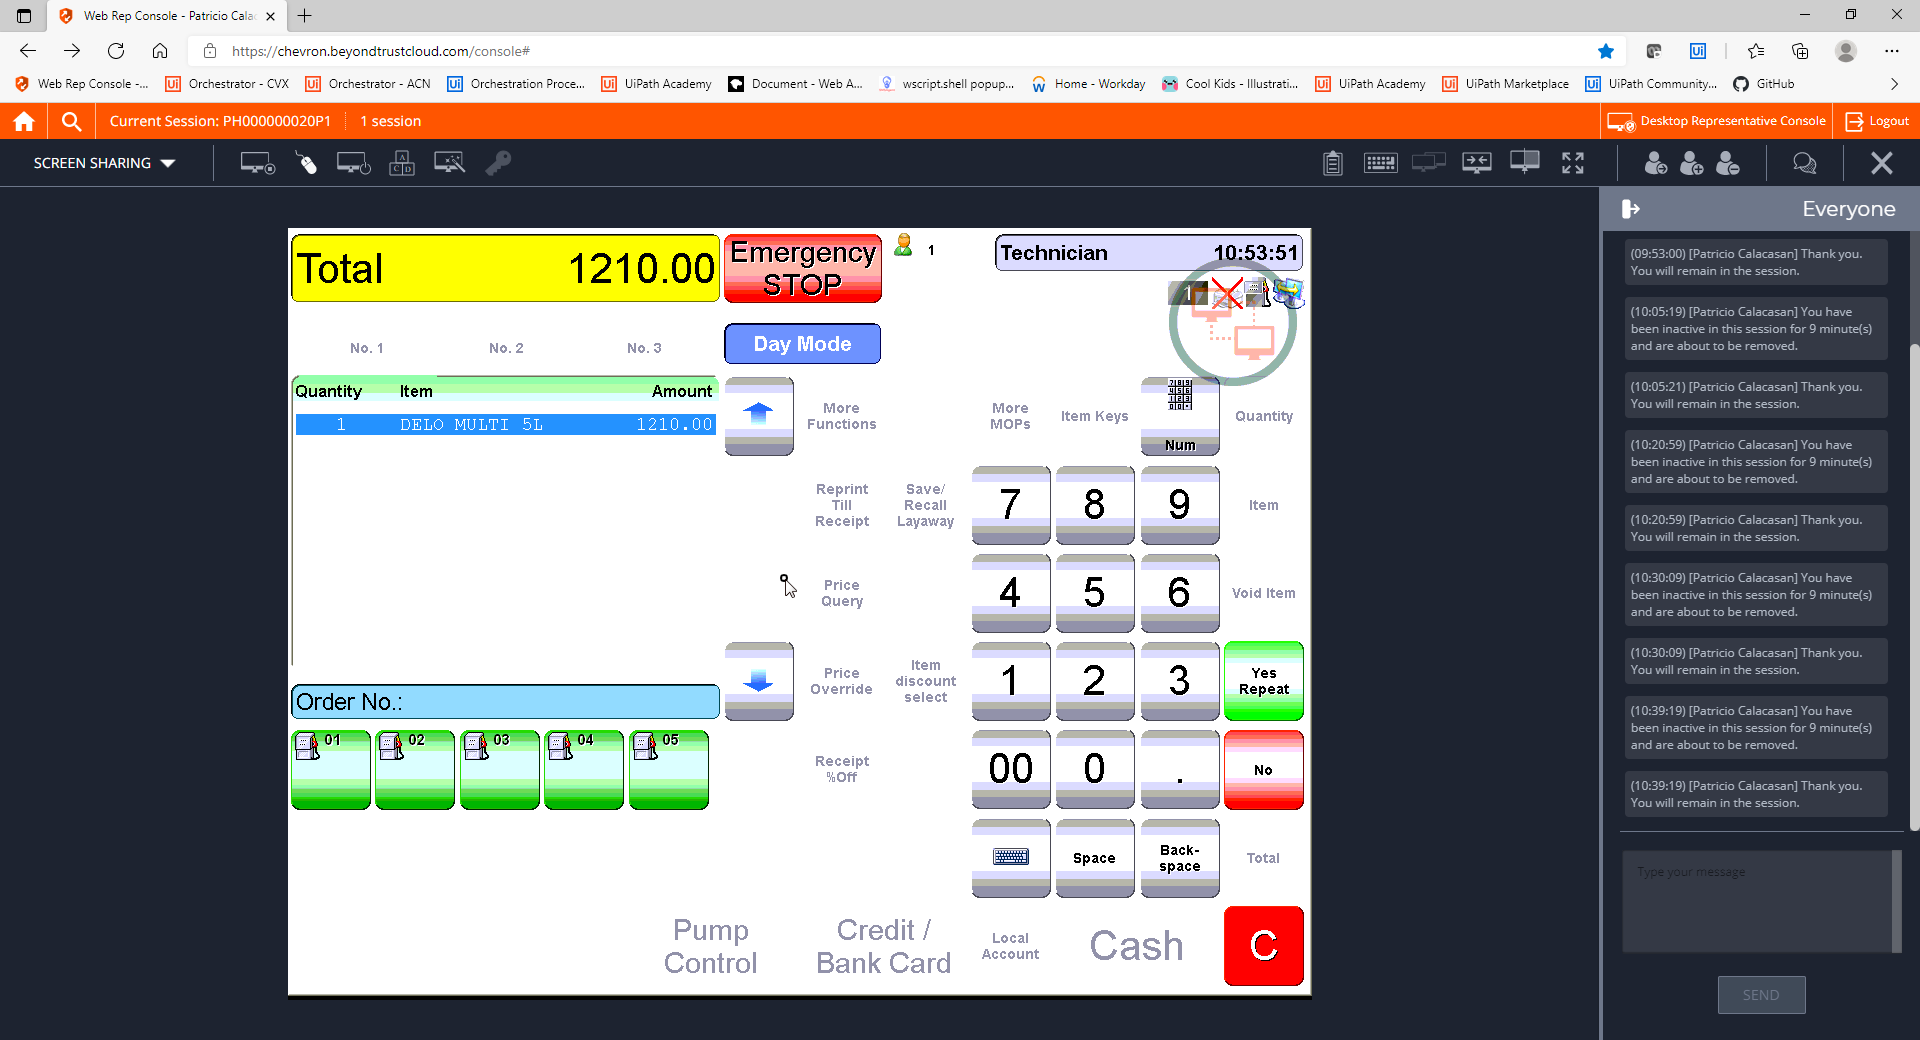 Web Rep Console - Patricio Cala
https://chevron.beyondtrustcloud.com/console#
Web Rep Console -...
Orchestrator - CVX
Orchestrator - ACN
Orchestration Proce...
UiPath Academy
Document - Web A...
wscript.shell popup...
Home - Workday
Cool Kids - Illustrati...
UiPath Academy
UiPath Marketplace
UiPath Community...
GitHub
Current Session: PH000000020P1
1 session
Desktop Representative Console
Logout
SCREEN SHARING
Everyone
Total 1210.00
Emergency
STOP
1
Technician 10:53:51
1
No. 1
No. 2
No. 3
Day Mode
Quantity Item Amount
1 DELO MULTI 5L 1210.00
More
Functions
More
MOPs
Item Keys
Num
Quantity
Reprint
Till
Receipt
Save/
Recall
Layaway
7
8
9
Item
Price
Query
4
5
6
Void Item
Price
Override
Item
discount
select
1
2
3
Yes
Repeat
Order No.:
01
02
03
04
05
Receipt
%Off
00
0
.
No
Space
Back-
space
Total
Pump
Control
Credit /
Bank Card
Local
Account
Cash
C
(09:53:00) [Patricio Calacasan] Thank you.
You will remain in the session.
(10:05:19) [Patricio Calacasan] You have
been inactive in this session for 9 minute(s)
and are about to be removed.
(10:05:21) [Patricio Calacasan] Thank you.
You will remain in the session.
(10:20:59) [Patricio Calacasan] You have
been inactive in this session for 9 minute(s)
and are about to be removed.
(10:20:59) [Patricio Calacasan] Thank you.
You will remain in the session.
(10:30:09) [Patricio Calacasan] You have
been inactive in this session for 9 minute(s)
and are about to be removed.
(10:30:09) [Patricio Calacasan] Thank you.
You will remain in the session.
(10:39:19) [Patricio Calacasan] You have
been inactive in this session for 9 minute(s)
and are about to be removed.
(10:39:19) [Patricio Calacasan] Thank you.
You will remain in the session.
Type your message
SEND